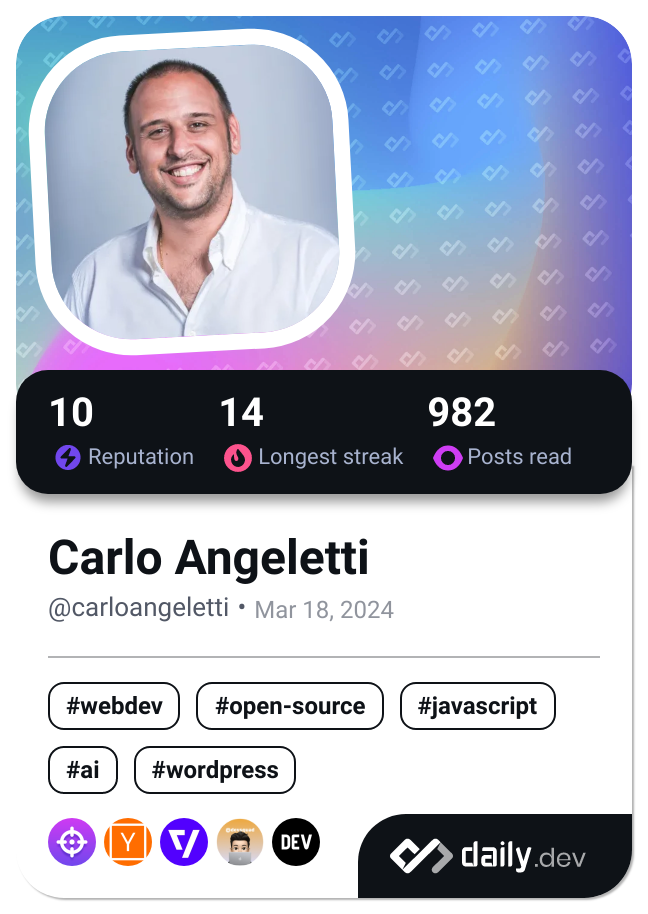 10 14 982
Reputation Longest streak Posts read
Carlo Angeletti
@carloangeletti • Mar 18, 2024
#webdev #open-source #javascript
#ai #wordpress
Y DEV
daily.dev